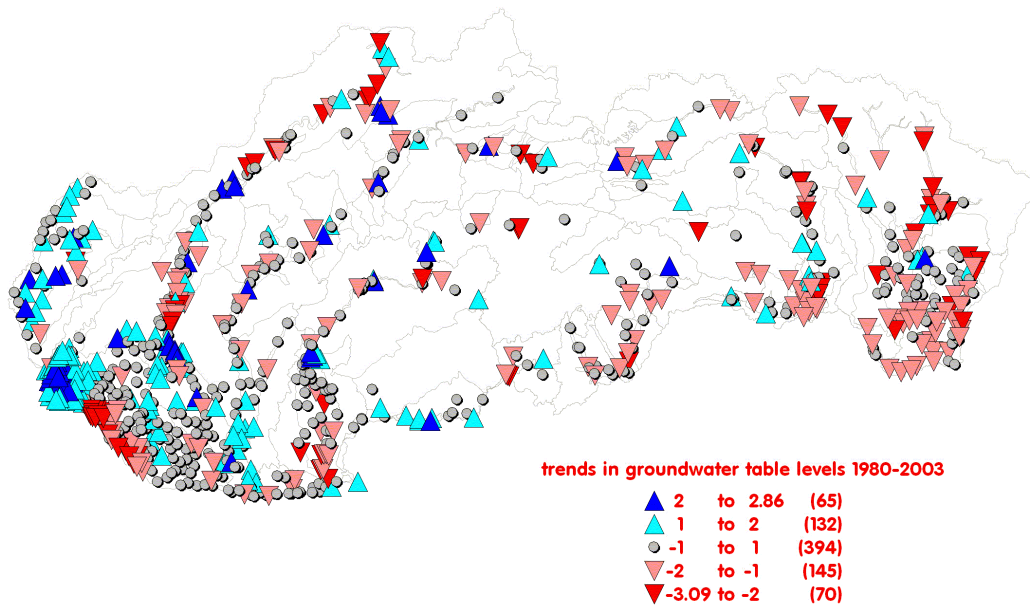 trends in groundwater table levels 1980-2003
2 to 2.86 (65)
1 to 2 (132)
-1 to 1 (394)
-2 to -1 (145)
-3.09 to -2 (70)